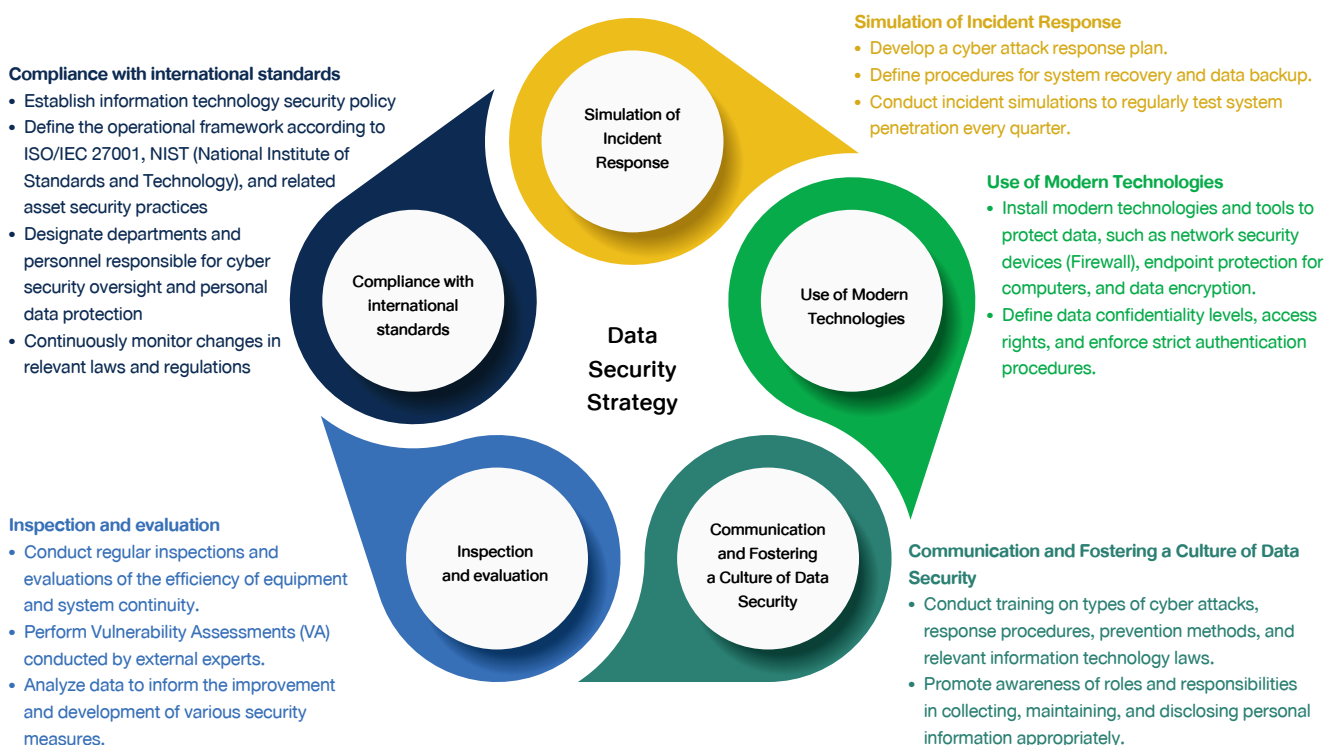 Simulation of Incident Response
• Develop a cyber attack response plan.
• Define procedures for system recovery and data backup.
• Conduct incident simulations to regularly test system
penetration every quarter.
Compliance with international standards
• Establish information technology security policy
• Define the operational framework according to
ISO/IEC 27001, NIST (National Institute of
Standards and Technology), and related
asset security practices
• Designate departments and
personnel responsible for cyber
security oversight and personal
data protection
• Continuously monitor changes in
relevant laws and regulations
Simulation of
Incident
Response
Use of Modern Technologies
• Install modern technologies and tools to
protect data, such as network security
devices (Firewall), endpoint protection for
computers, and data encryption.
• Define data confidentiality levels, access
rights, and enforce strict authentication
procedures.
Compliance with
international
standards
Use of Modern
Technologies
Data
Security
Strategy
Inspection
and evaluation
Communication
and Fostering
a Culture of Data
Security
Inspection and evaluation
• Conduct regular inspections and
evaluations of the efficiency of equipment
and system continuity.
• Perform Vulnerability Assessments (VA)
conducted by external experts.
• Analyze data to inform the improvement
and development of various security
measures.
Communication and Fostering a Culture of Data
Security
• Conduct training on types of cyber attacks,
response procedures, prevention methods, and
relevant information technology laws.
• Promote awareness of roles and responsibilities
in collecting, maintaining, and disclosing personal
information appropriately.